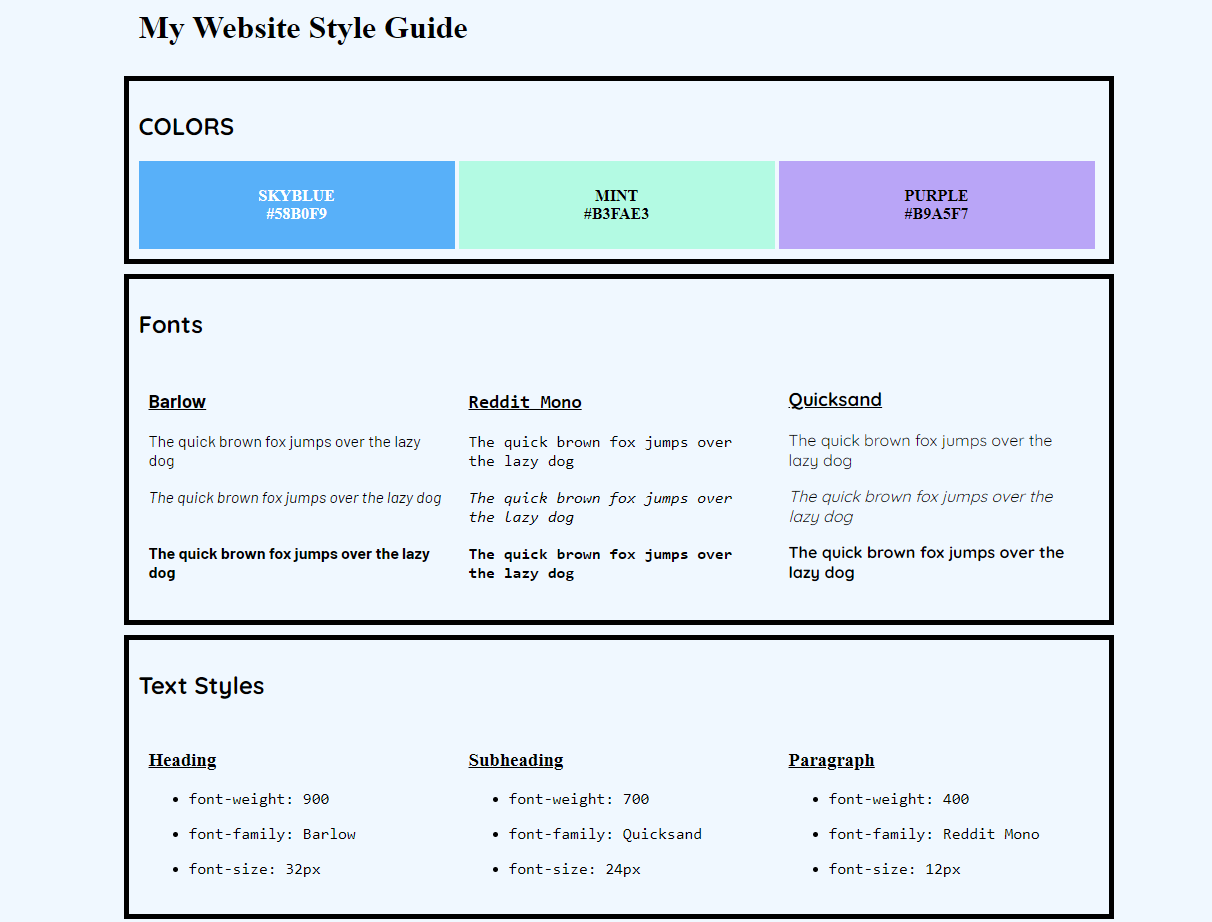 My Website Style Guide
COLORS
SKYBLUE
#58B0F9
MINT
#B3FAE3
PURPLE
#B9A5F7
Fonts
Barlow
The quick brown fox jumps over the lazy
dog
The quick brown fox jumps over the lazy dog
The quick brown fox jumps over the lazy
dog
Reddit Mono
The quick brown fox jumps over
the lazy dog
The quick brown fox jumps over
the lazy dog
The quick brown fox jumps over
the lazy dog
Quicksand
The quick brown fox jumps over the
lazy dog
The quick brown fox jumps over the
lazy dog
The quick brown fox jumps over the
lazy dog
Text Styles
Heading
• font-weight: 900
• font-family: Barlow
• font-size: 32px
Subheading
• font-weight: 700
• font-family: Quicksand
• font-size: 24px
Paragraph
• font-weight: 400
• font-family: Reddit Mono
• font-size: 12px